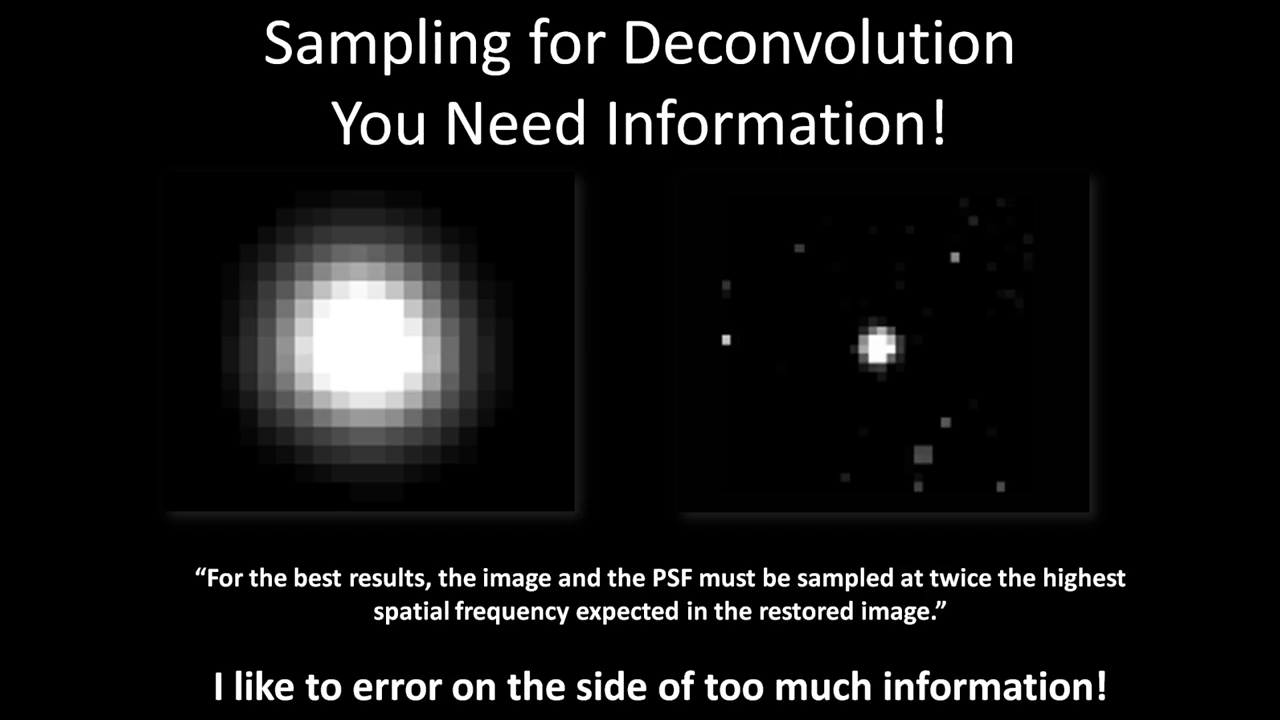 Sampling for Deconvolution
You Need Information!
“For the best results, the image and the PSF must be sampled at twice the highest
spatial frequency expected in the restored image.”
I like to error on the side of too much information!